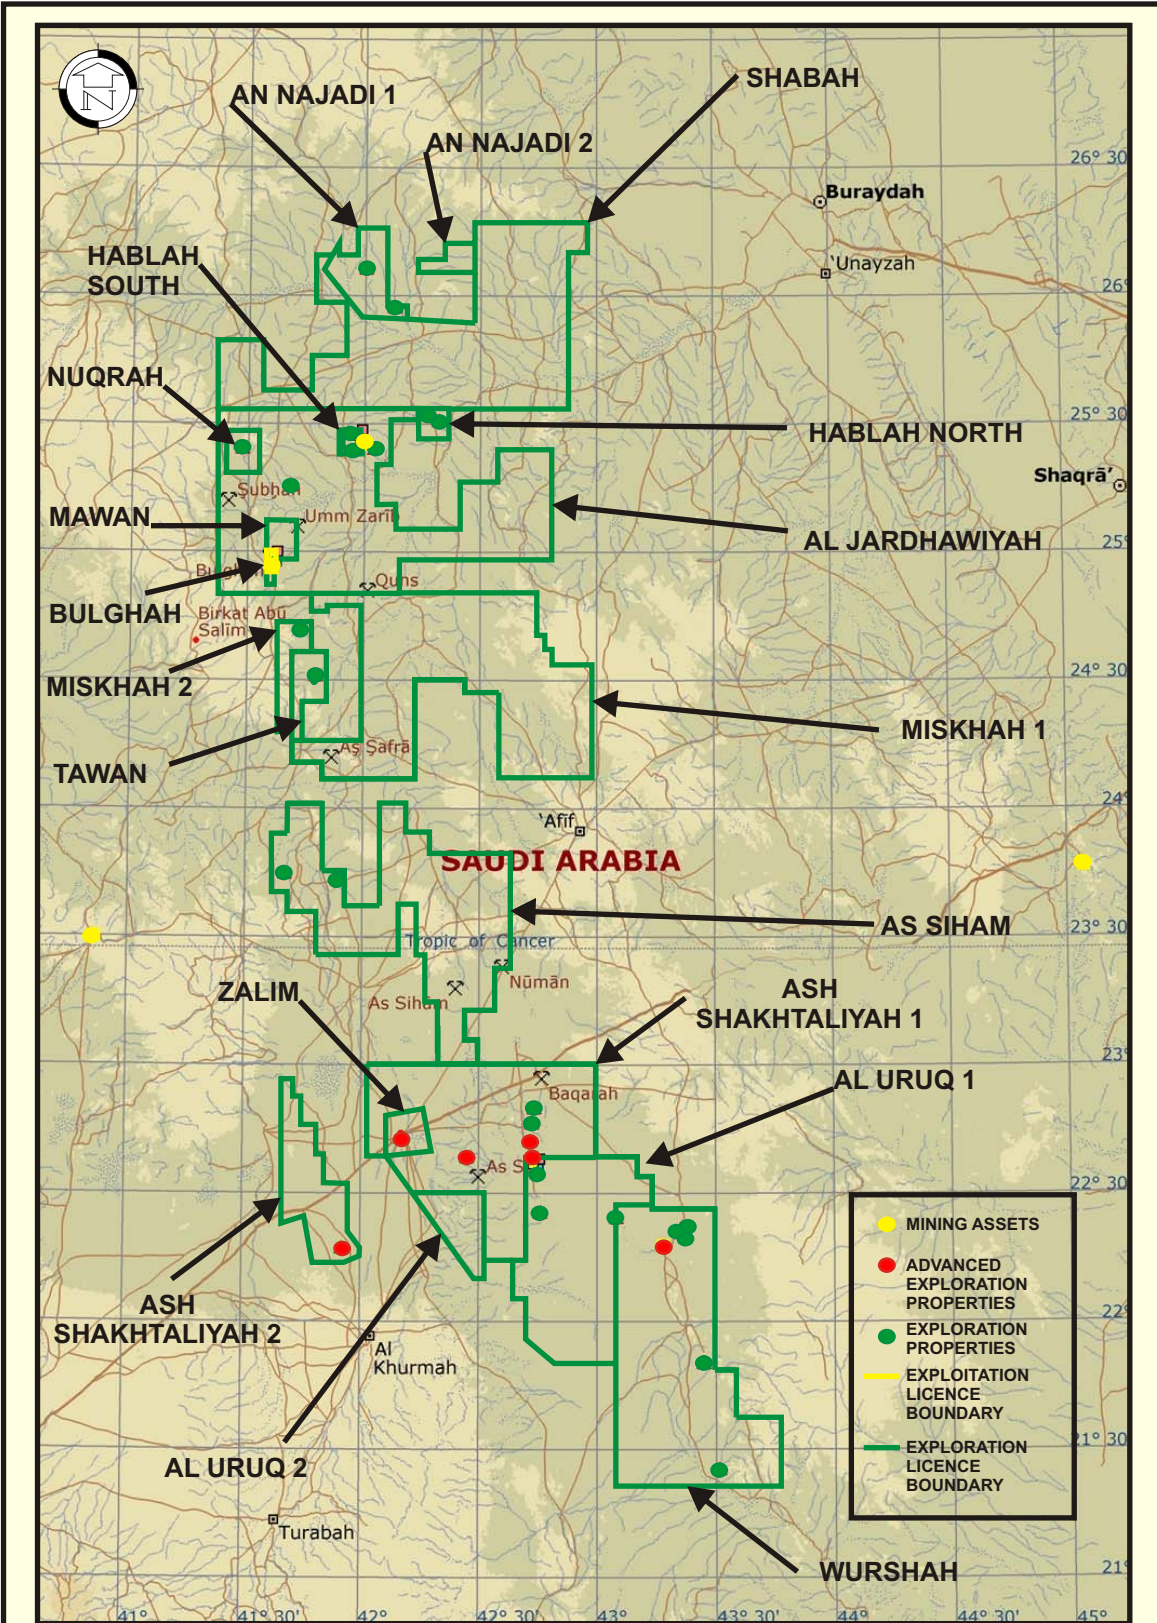 N
AN NAJADI 1
SHABAH
AN NAJADI 2
26° 30
Buraydah
'Unayzah
HABLAH
SOUTH
26°
NUQRAH
25° 30
HABLAH NORTH
Shaqrā'
Şubḩah
MAWAN
Umm Zarib
AL JARDHAWIYAH
25°
Quns
BULGHAH
Birkat Abū
Salīm
MISKHAH 2
24° 30
MISKHAH 1
Aş Şafrā
TAWAN
24°
'Afīf
SAUDI ARABIA
AS SIHAM
23° 30
Tropic of Cancer
Nūmān
ZALIM
As Sihām
ASH
SHAKHTALIYAH 1
23°
AL URUQ 1
Baqarah
As S
22° 30
MINING ASSETS
ADVANCED
EXPLORATION
PROPERTIES
EXPLORATION
PROPERTIES
EXPLOITATION
LICENCE
BOUNDARY
EXPLORATION
LICENCE
BOUNDARY
ASH
SHAKHTALIYAH 2
22°
Al
Khurmah
21° 30
AL URUQ 2
Turabah
WURSHAH
21°
41° 41° 30' 42° 42° 30' 43° 43° 30' 44° 44° 30' 45°